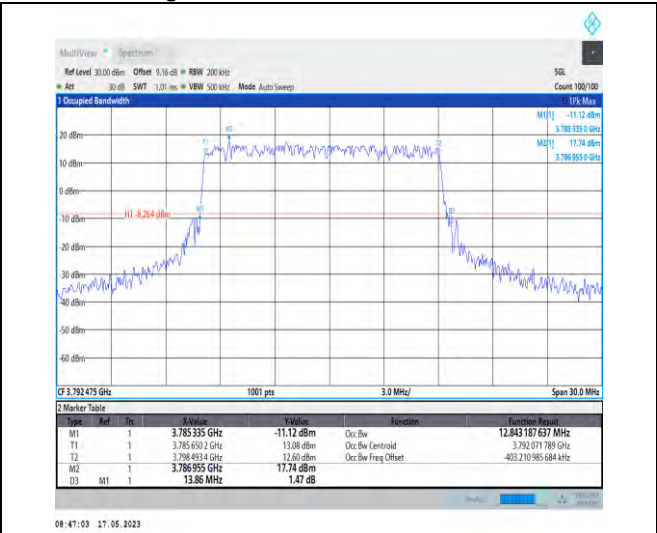 MultiView Spectrum
Ref Level 30.00 dBm Offset 9.16 dB RBW 200 kHz SGL
Att 30 dB SWT 1.01 ms VBW 500 kHz Mode Auto Sweep Count 100/100
1 Occupied Bandwidth 1Pk Max
M1[1] -11.12 dBm
3.785 335 0 GHz
20 dBm M2 M2[1] 17.74 dBm
T1 T2 3.786 955 0 GHz
10 dBm
0 dBm
M1 D3
H1 -8.264 dBm
-10 dBm
-20 dBm
-30 dBm
-40 dBm
-50 dBm
-60 dBm
CF 3.792 475 GHz 1001 pts 3.0 MHz/ Span 30.0 MHz
2 Marker Table
Type Ref Trc X-Value Y-Value Function Function Result
M1 1 3.785 335 GHz -11.12 dBm Occ Bw 12.843 187 637 MHz
T1 1 3.785 650 2 GHz 13.08 dBm Occ Bw Centroid 3.792 071 789 GHz
T2 1 3.798 493 4 GHz 12.60 dBm Occ Bw Freq Offset -403.210 985 684 kHz
M2 1 3.786 955 GHz 17.74 dBm
D3 M1 1 13.86 MHz 1.47 dB
08:47:03 17.05.2023